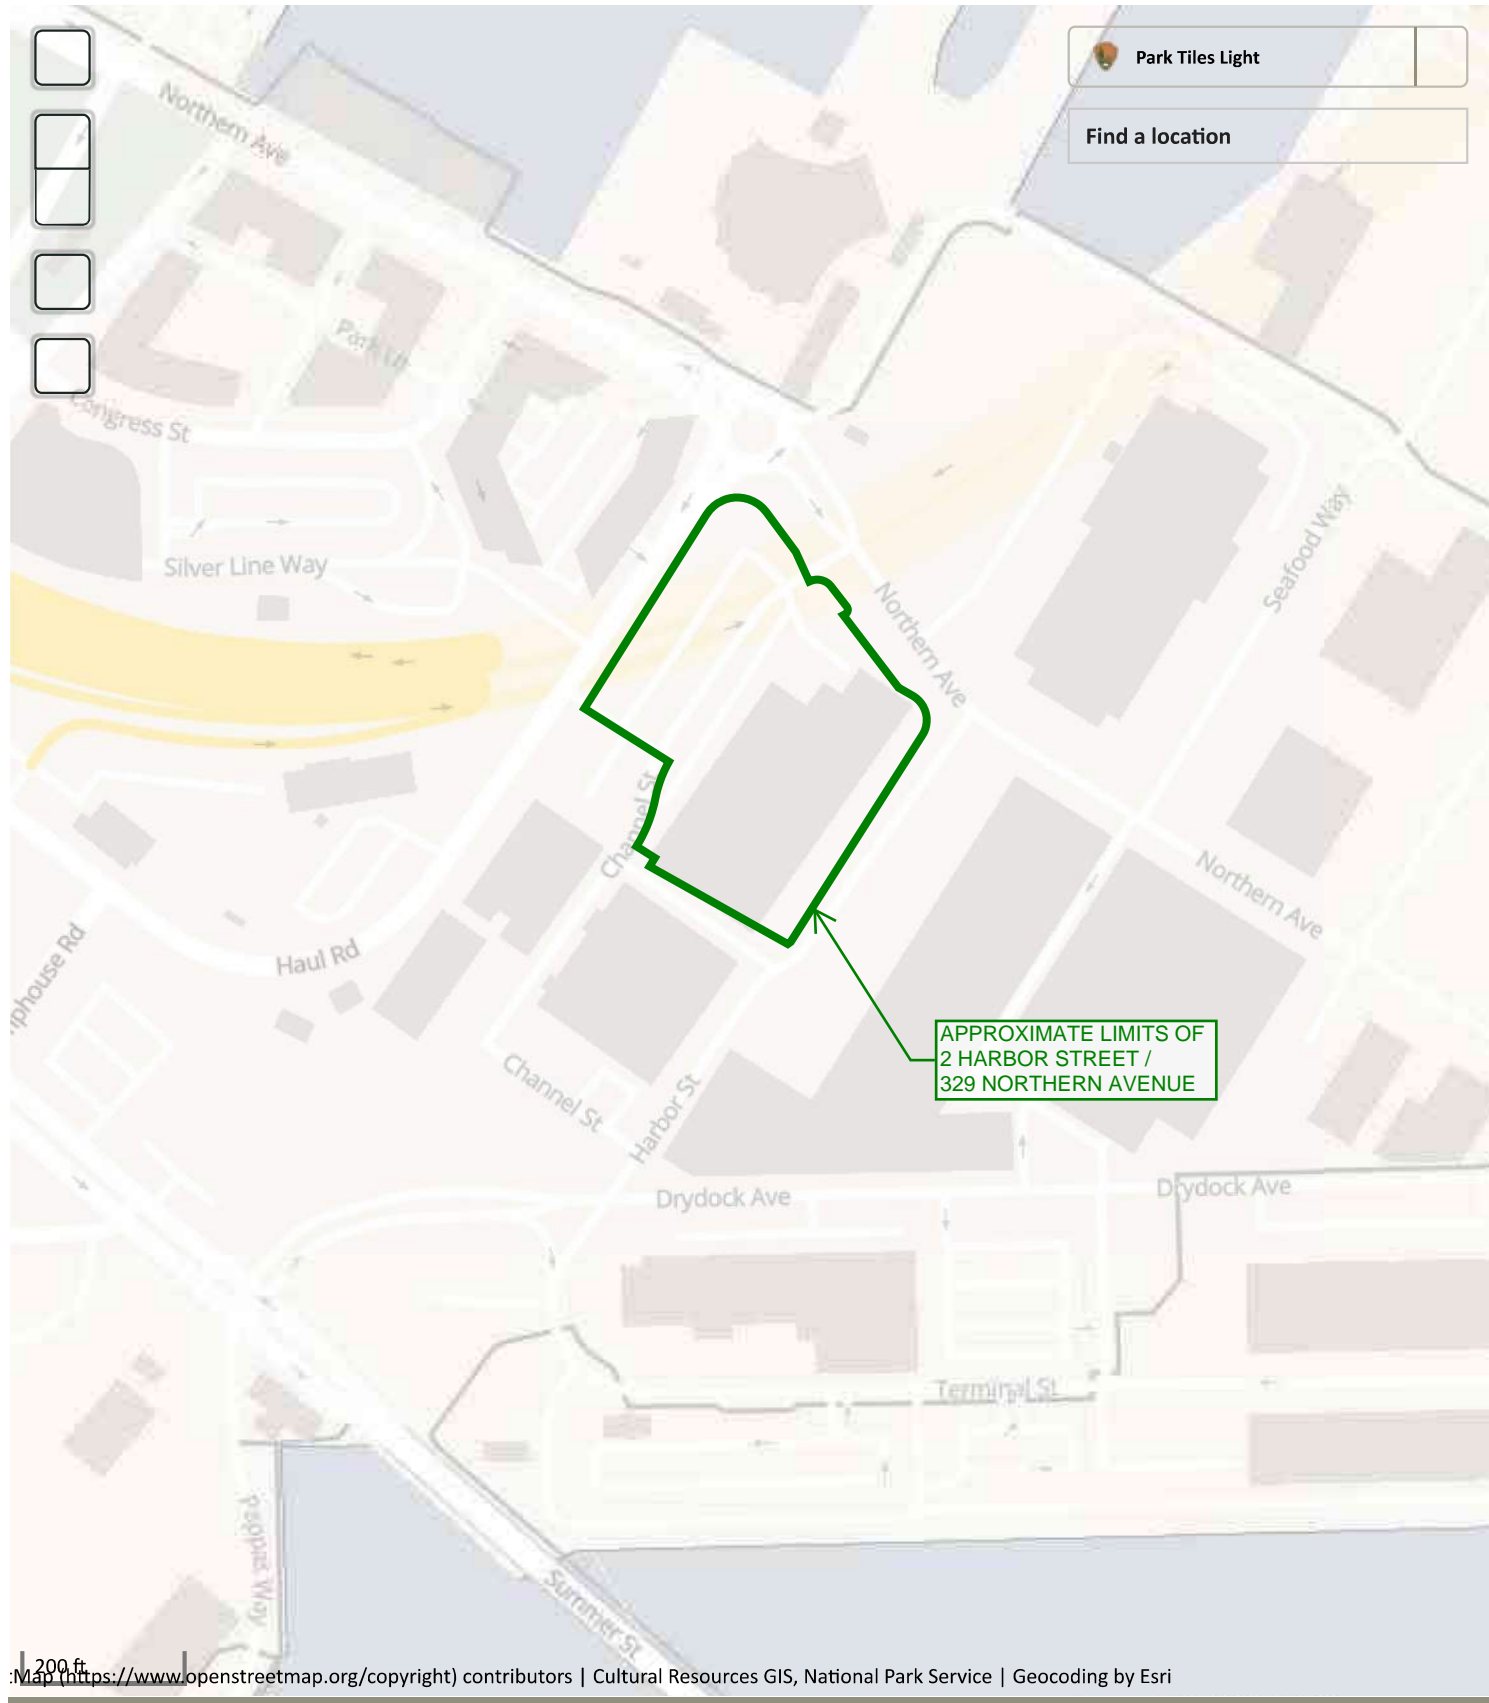 Park Tiles Light
Find a location
Northern Ave
Park Ln
Congress St
Silver Line Way
Seafood Way
Northern Ave
Channel St
Northern Ave
Haul Rd
APPROXIMATE LIMITS OF
2 HARBOR STREET /
329 NORTHERN AVENUE
Channel St
Harbor St
Drydock Ave
Drydock Ave
Terminal St
Pappas Way
Summer St
200 ft
(https://www.openstreetmap.org/copyright) contributors | Cultural Resources GIS, National Park Service | Geocoding by Esri